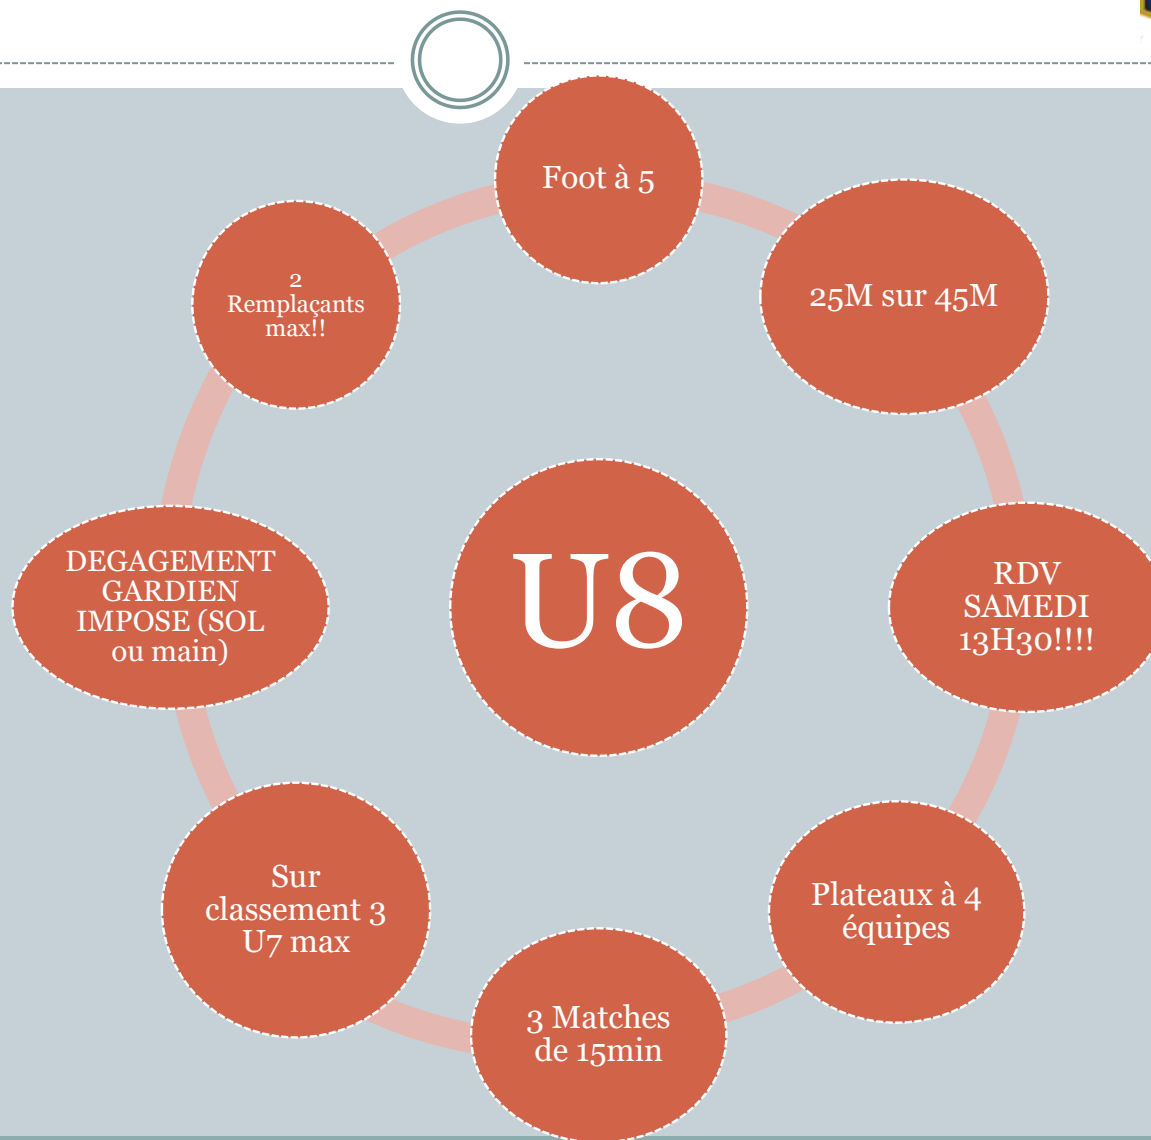 Foot à 5
25M sur 45M
RDV
SAMEDI
13H30!!!!
Plateaux à 4
équipes
3 Matches
de 15min
Sur
classement 3
U7 max
DEGAGEMENT
GARDIEN
IMPOSE (SOL
ou main)
2
Remplaçants
max!!
U8